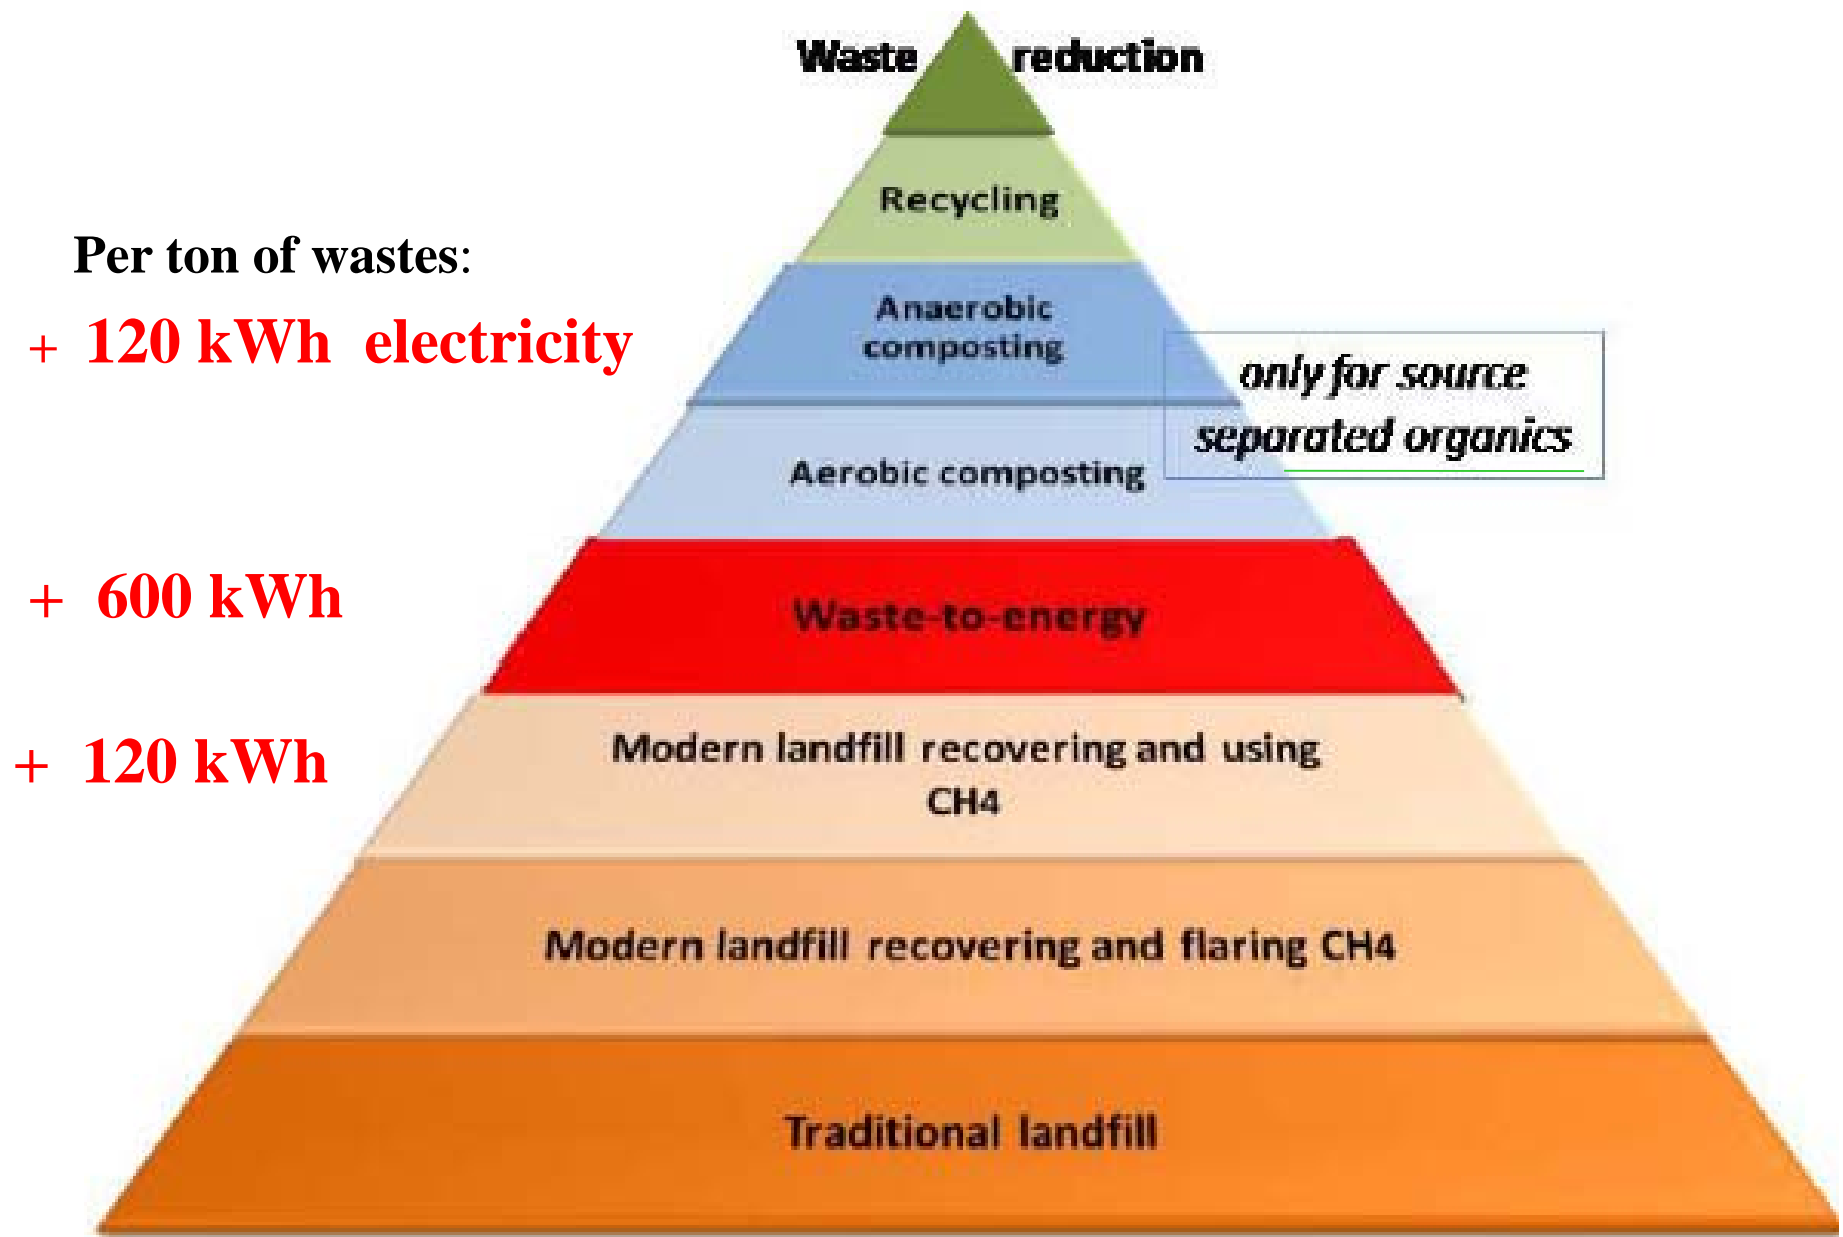 Waste reduction
Recycling
Per ton of wastes:
+ 120 kWh electricity
Anaerobic
composting
only for source
separated organics
Aerobic composting
+ 600 kWh
Waste-to-energy
+ 120 kWh
Modern landfill recovering and using
CH4
Modern landfill recovering and flaring CH4
Traditional landfill